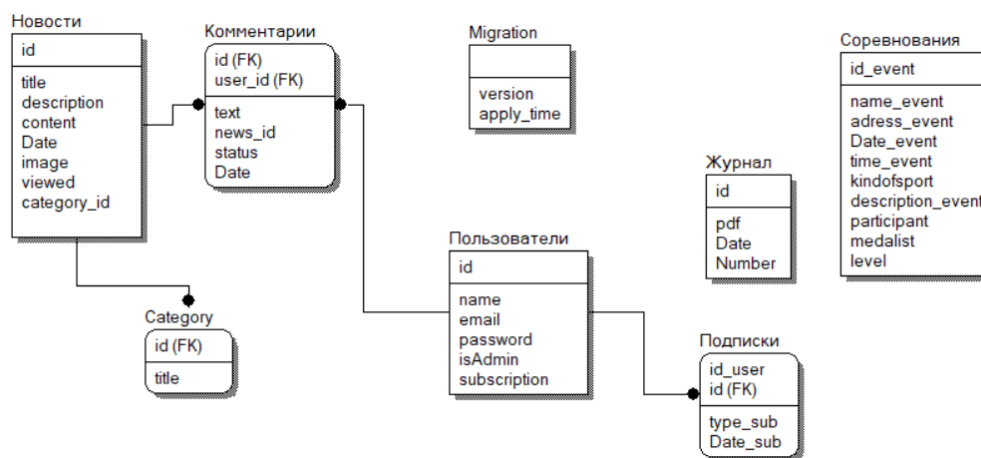 Новости
id
title
description
content
Date
image
viewed
category_id
Комментарии
id (FK)
user_id (FK)
text
news_id
status
Date
Migration
version
apply_time
Соревнования
id_event
name_event
adress_event
Date_event
time_event
kindofsport
description_event
participant
medalist
level
Журнал
id
pdf
Date
Number
Пользователи
id
name
email
password
isAdmin
subscription
Category
id (FK)
title
Подписки
id_user
id (FK)
type_sub
Date_sub